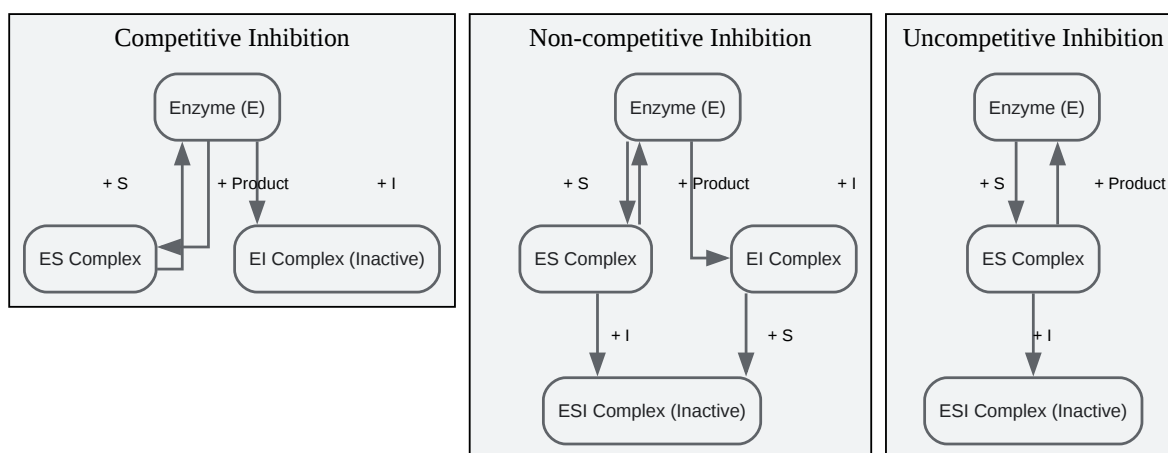 Competitive Inhibition
Enzyme (E)
+ S
+ Product
+ I
ES Complex
EI Complex (Inactive)
Non-competitive Inhibition
Enzyme (E)
+ S
+ Product
+ I
ES Complex
EI Complex
+ I
+ S
ESI Complex (Inactive)
Uncompetitive Inhibition
Enzyme (E)
+ S
+ Product
ES Complex
+ I
ESI Complex (Inactive)